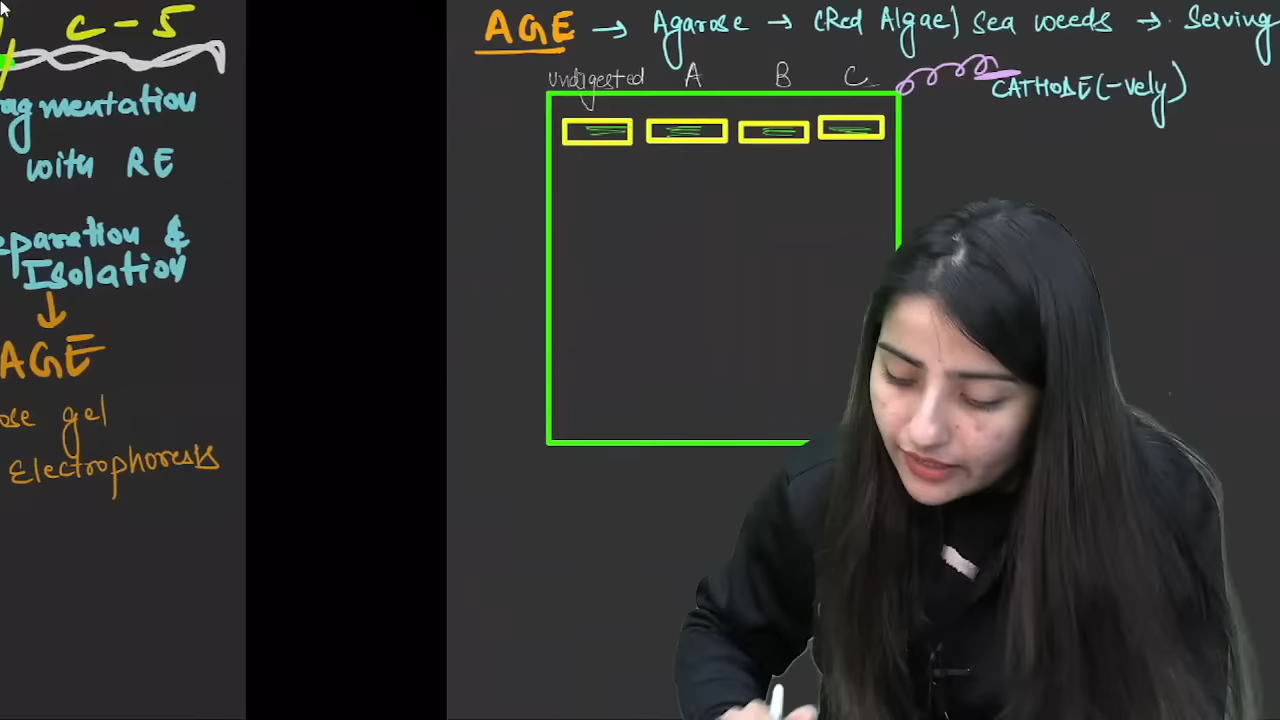 C - 5
agmentation
with RE
eparation &
Isolation
↓
AGE
ose gel
Electrophoresis
AGE → Agarose → (Red Algae) Sea weeds → Serving
Undigested A B C
CATHODE (-vely)